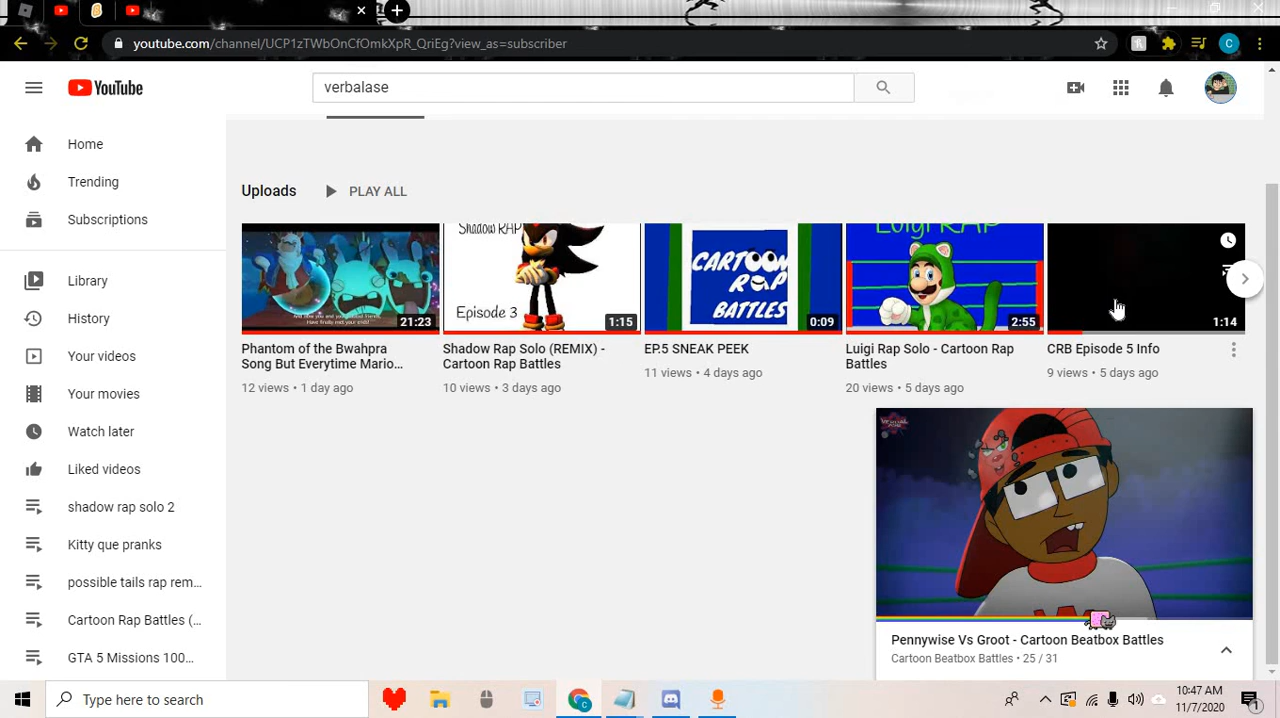 youtube.com/channel/UCP1zTWbOnCfOmkXpR_QriEg?view_as=subscriber
YouTube
verbalase
Home
Trending
Subscriptions
Library
History
Your videos
Your movies
Watch later
Liked videos
shadow rap solo 2
Kitty que pranks
possible tails rap rem...
Cartoon Rap Battles (...
GTA 5 Missions 100...
Uploads
PLAY ALL
21:23
Phantom of the Bwahpra
Song But Everytime Mario...
12 views • 1 day ago
Shadow RAP
Episode 3
1:15
Shadow Rap Solo (REMIX) -
Cartoon Rap Battles
10 views • 3 days ago
CARTOON
RAP
BATTLES
0:09
EP.5 SNEAK PEEK
11 views • 4 days ago
Luigi RAP
2:55
Luigi Rap Solo - Cartoon Rap
Battles
20 views • 5 days ago
1:14
CRB Episode 5 Info
9 views • 5 days ago
Pennywise Vs Groot - Cartoon Beatbox Battles
Cartoon Beatbox Battles • 25 / 31
Type here to search
10:47 AM
11/7/2020